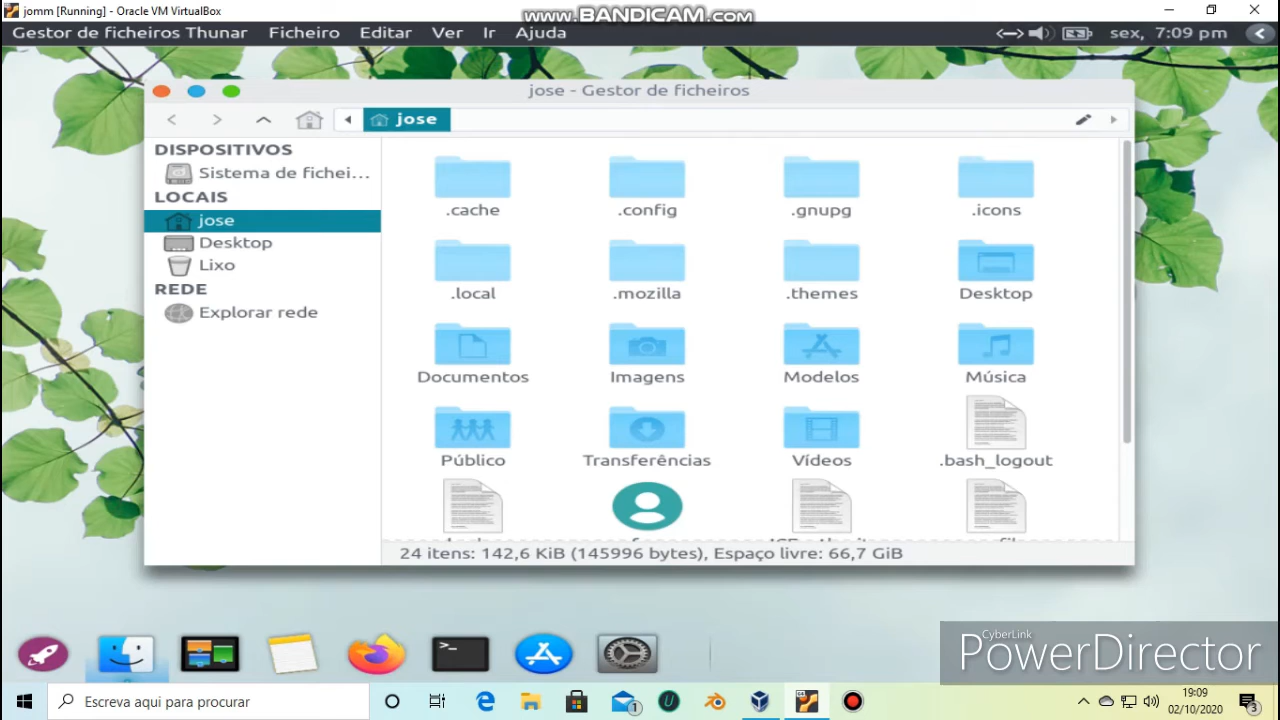 jomm [Running] - Oracle VM VirtualBox
www.BANDICAM.com
Gestor de ficheiros Thunar Ficheiro Editar Ver Ir Ajuda
sex, 7:09 pm
jose - Gestor de ficheiros
jose
DISPOSITIVOS
Sistema de fichei...
LOCAIS
jose
Desktop
Lixo
REDE
Explorar rede
.cache .config .gnupg .icons
.local .mozilla .themes Desktop
Documentos Imagens Modelos Música
Público Transferências Vídeos .bash_logout
24 itens: 142,6 KiB (145996 bytes), Espaço livre: 66,7 GiB
CyberLink
PowerDirector
Escreva aqui para procurar
1
19:09
02/10/2020
3